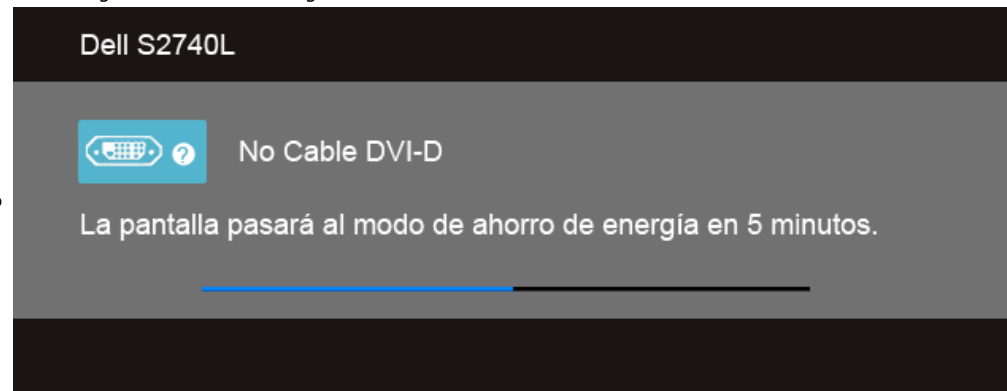 Dell S2740L
No Cable DVI-D
La pantalla pasará al modo de ahorro de energía en 5 minutos.